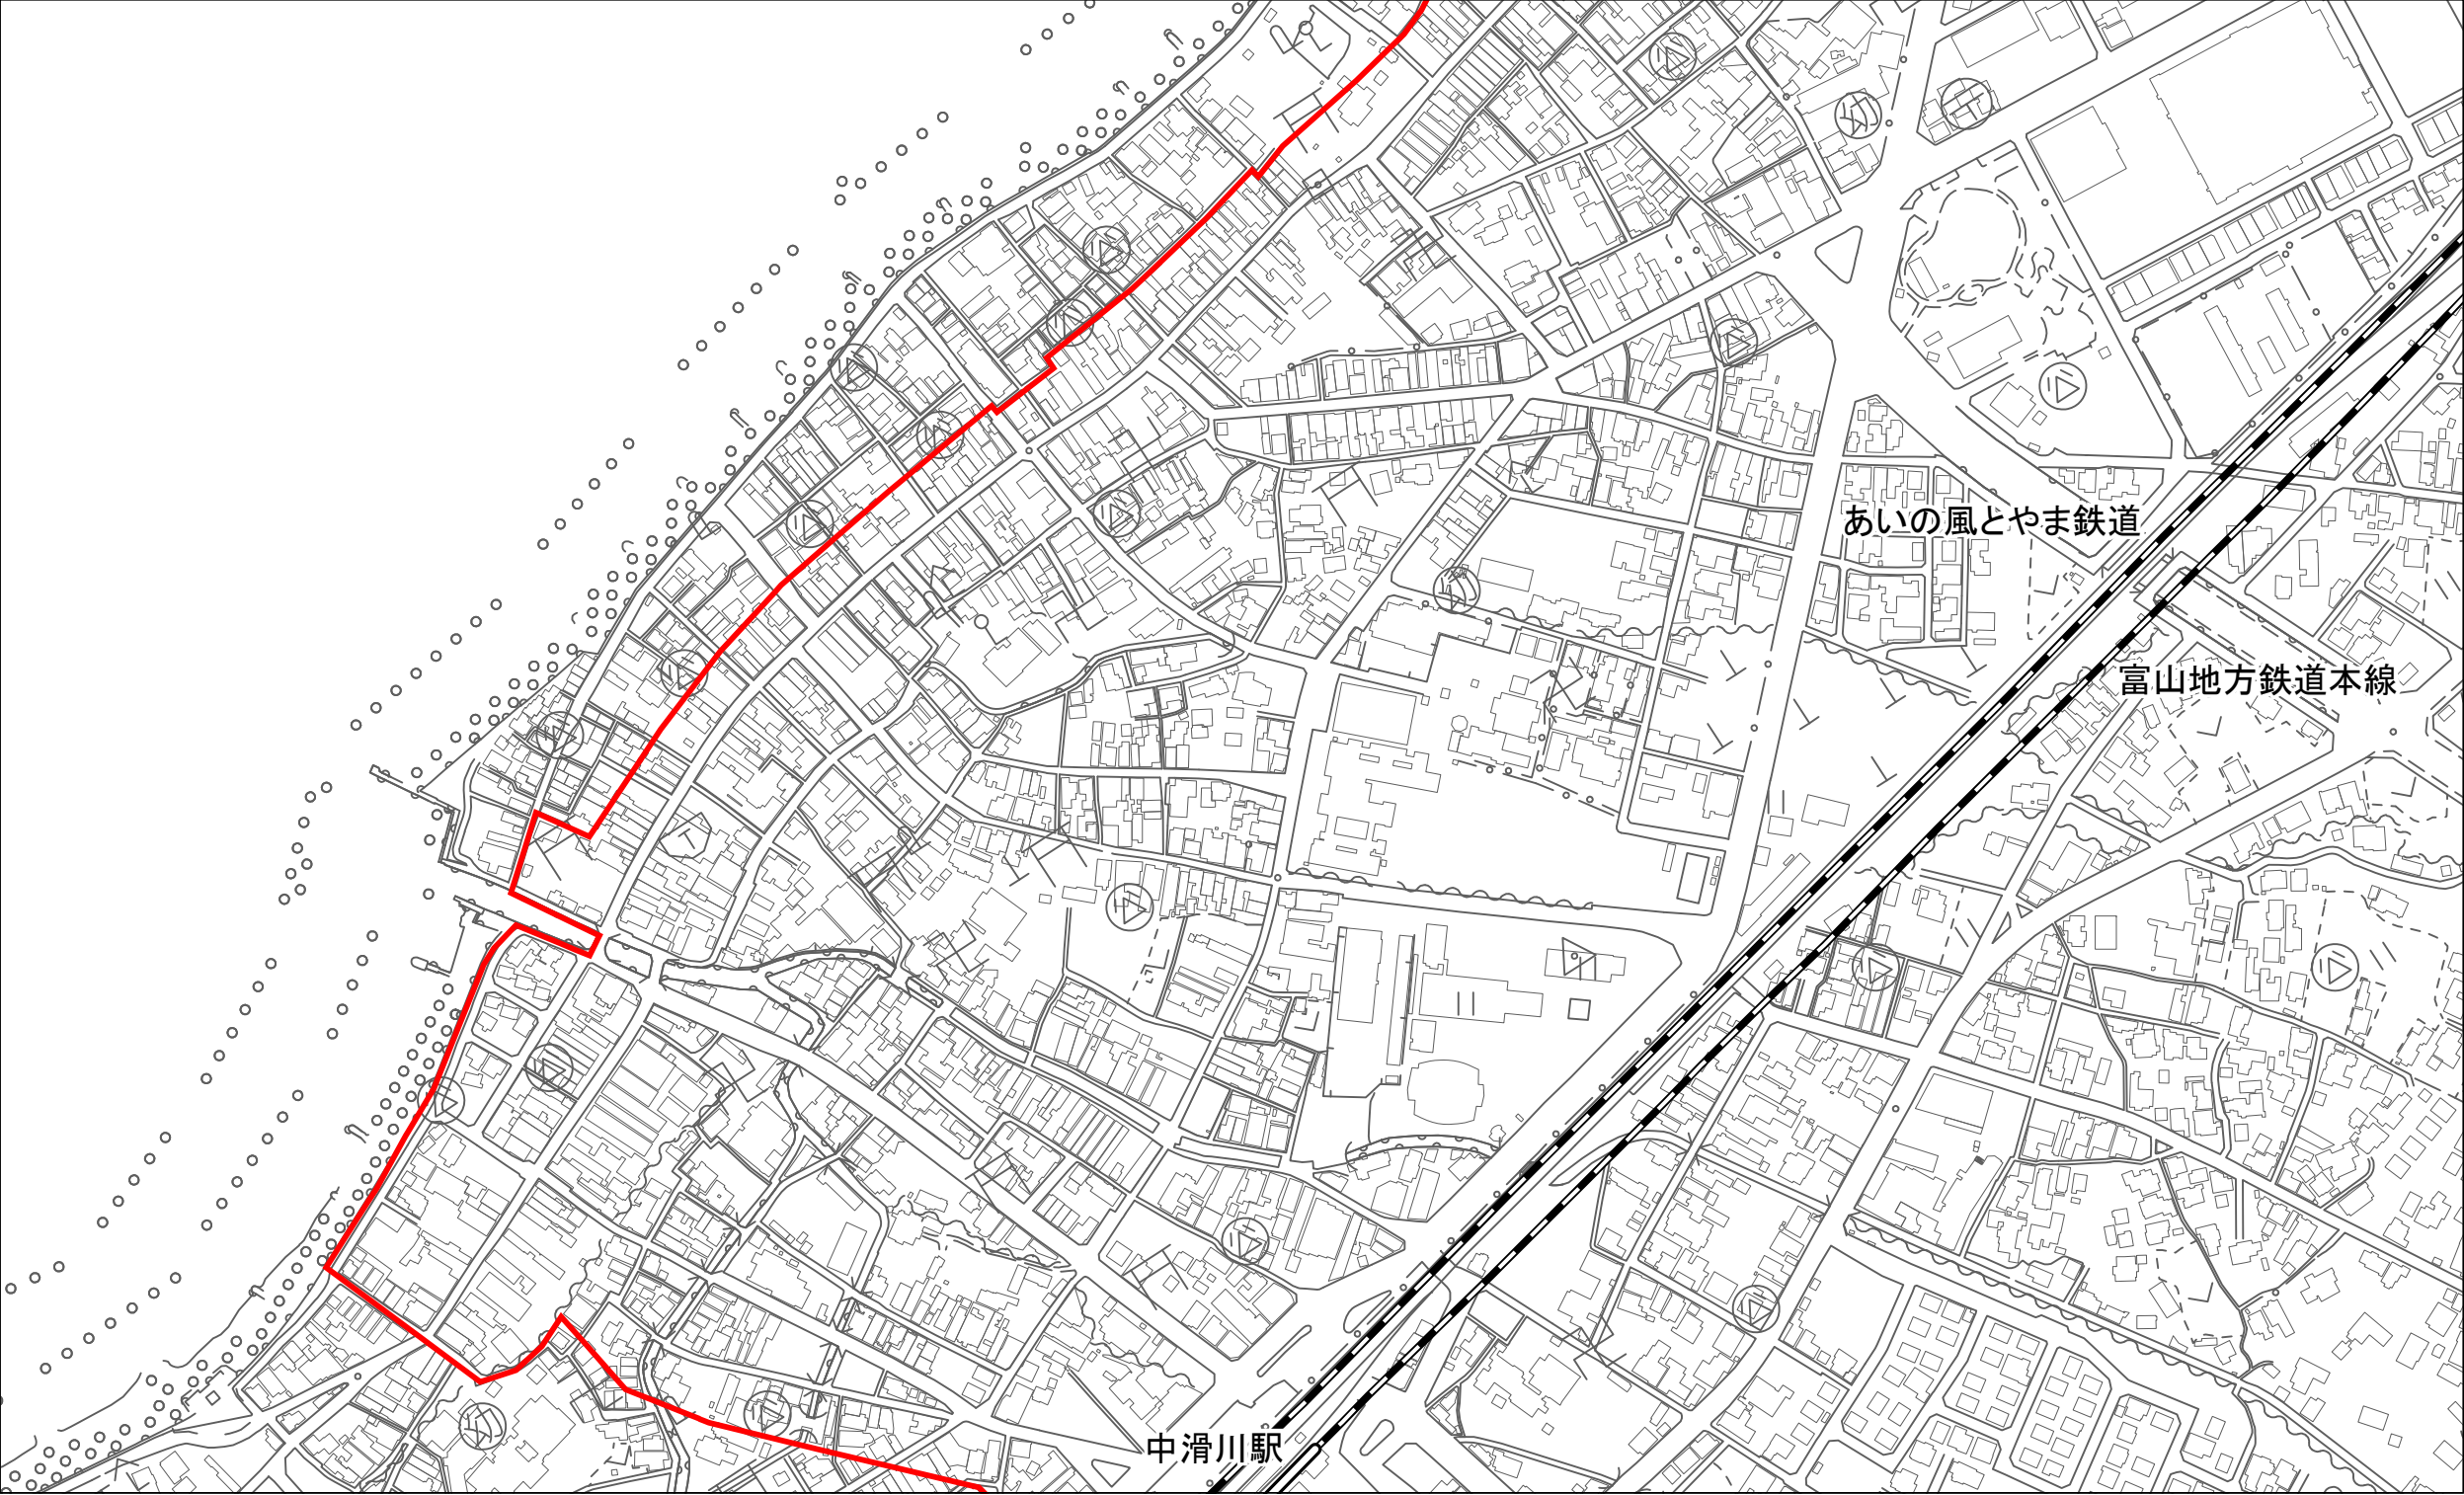 あいの風とやま鉄道
富山地方鉄道本線
中滑川駅